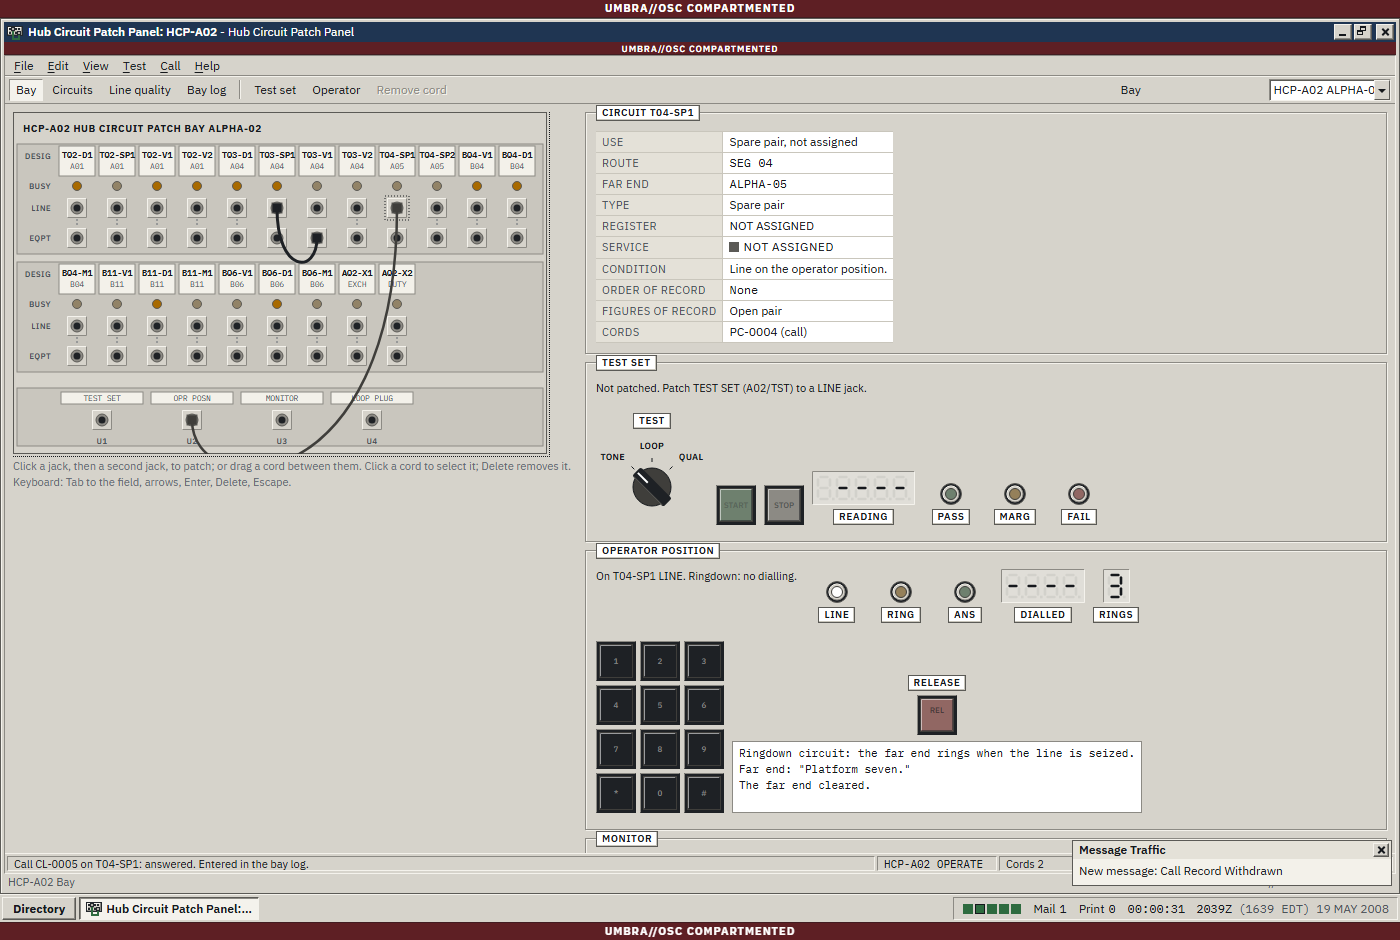 UMBRA//OSC COMPARTMENTED
Hub Circuit Patch Panel: HCP-A02 - Hub Circuit Patch Panel
UMBRA//OSC COMPARTMENTED
File Edit View Test Call Help
Bay Circuits Line quality Bay log Test set Operator Remove cord Bay HCP-A02 ALPHA-0
HCP-A02 HUB CIRCUIT PATCH BAY ALPHA-02
DESIG T02-D1 T02-SP1 T02-V1 T02-V2 T03-D1 T03-SP1 T03-V1 T03-V2 T04-SP1 T04-SP2 B04-V1 B04-D1
A01 A01 A01 A01 A04 A04 A04 A04 A05 A05 B04 B04
BUSY
LINE
EQPT
DESIG B04-M1 B11-V1 B11-D1 B11-M1 B06-V1 B06-D1 B06-M1 A02-X1 A02-X2
B04 B11 B11 B11 B06 B06 B06 EXCH DUTY
BUSY
LINE
EQPT
TEST SET OPR POSN MONITOR LOOP PLUG
U1 U2 U3 U4
Click a jack, then a second jack, to patch; or drag a cord between them. Click a cord to select it; Delete removes it.
Keyboard: Tab to the field, arrows, Enter, Delete, Escape.
CIRCUIT T04-SP1
USE Spare pair, not assigned
ROUTE SEG 04
FAR END ALPHA-05
TYPE Spare pair
REGISTER NOT ASSIGNED
SERVICE NOT ASSIGNED
CONDITION Line on the operator position.
ORDER OF RECORD None
FIGURES OF RECORD Open pair
CORDS PC-0004 (call)
TEST SET
Not patched. Patch TEST SET (A02/TST) to a LINE jack.
TEST
LOOP
TONE QUAL
START STOP ----
READING PASS MARG FAIL
OPERATOR POSITION
On T04-SP1 LINE. Ringdown: no dialling.
---- 3
LINE RING ANS DIALLED RINGS
1 2 3
4 5 6
7 8 9
* 0 #
RELEASE
REL
Ringdown circuit: the far end rings when the line is seized.
Far end: "Platform seven."
The far end cleared.
MONITOR
Call CL-0005 on T04-SP1: answered. Entered in the bay log. HCP-A02 OPERATE Cords 2
HCP-A02 Bay
Message Traffic
New message: Call Record Withdrawn
Directory Hub Circuit Patch Panel:... Mail 1 Print 0 00:00:31 2039Z (1639 EDT) 19 MAY 2008
UMBRA//OSC COMPARTMENTED